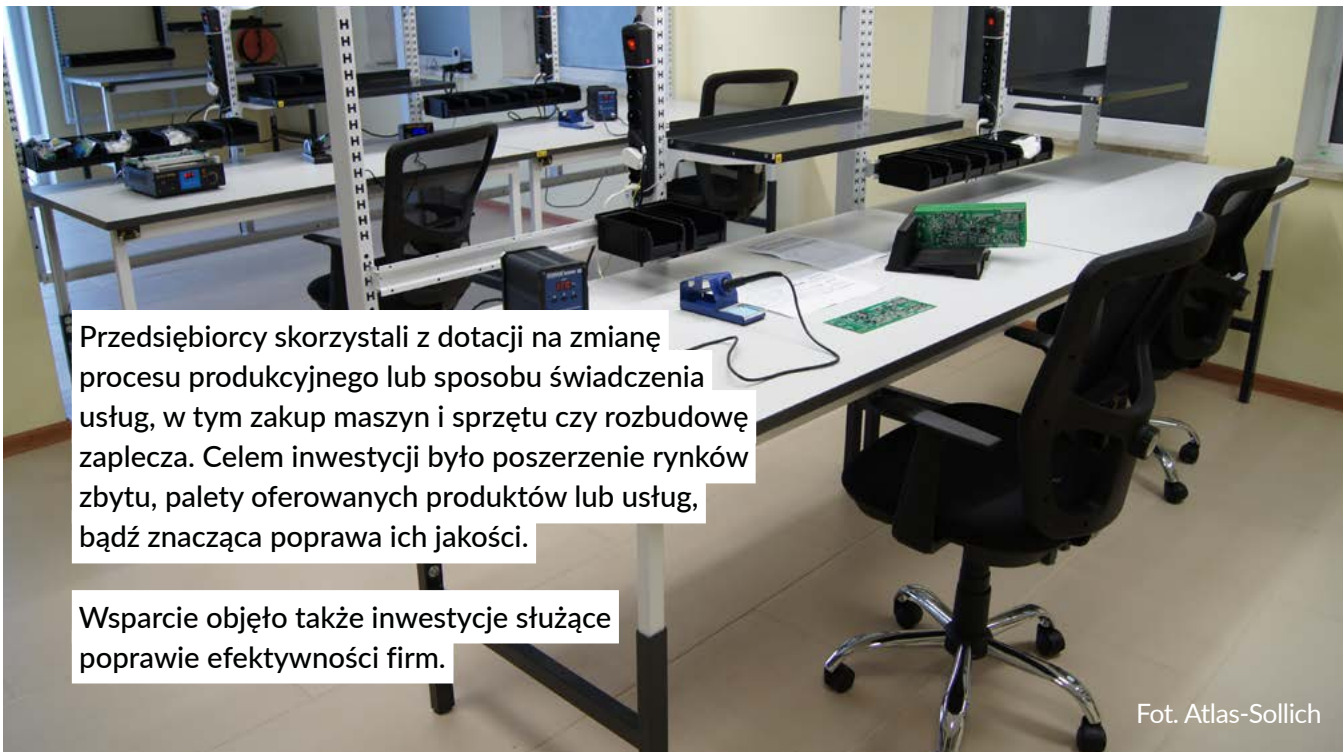 Przedsiębiorcy skorzystali z dotacji na zmianę
procesu produkcyjnego lub sposobu świadczenia
usług, w tym zakup maszyn i sprzętu czy rozbudowę
zaplecza. Celem inwestycji było poszerzenie rynków
zbytu, palety oferowanych produktów lub usług,
bądź znacząca poprawa ich jakości.
Wsparcie objęło także inwestycje służące
poprawie efektywności firm.
Fot. Atlas-Sollich